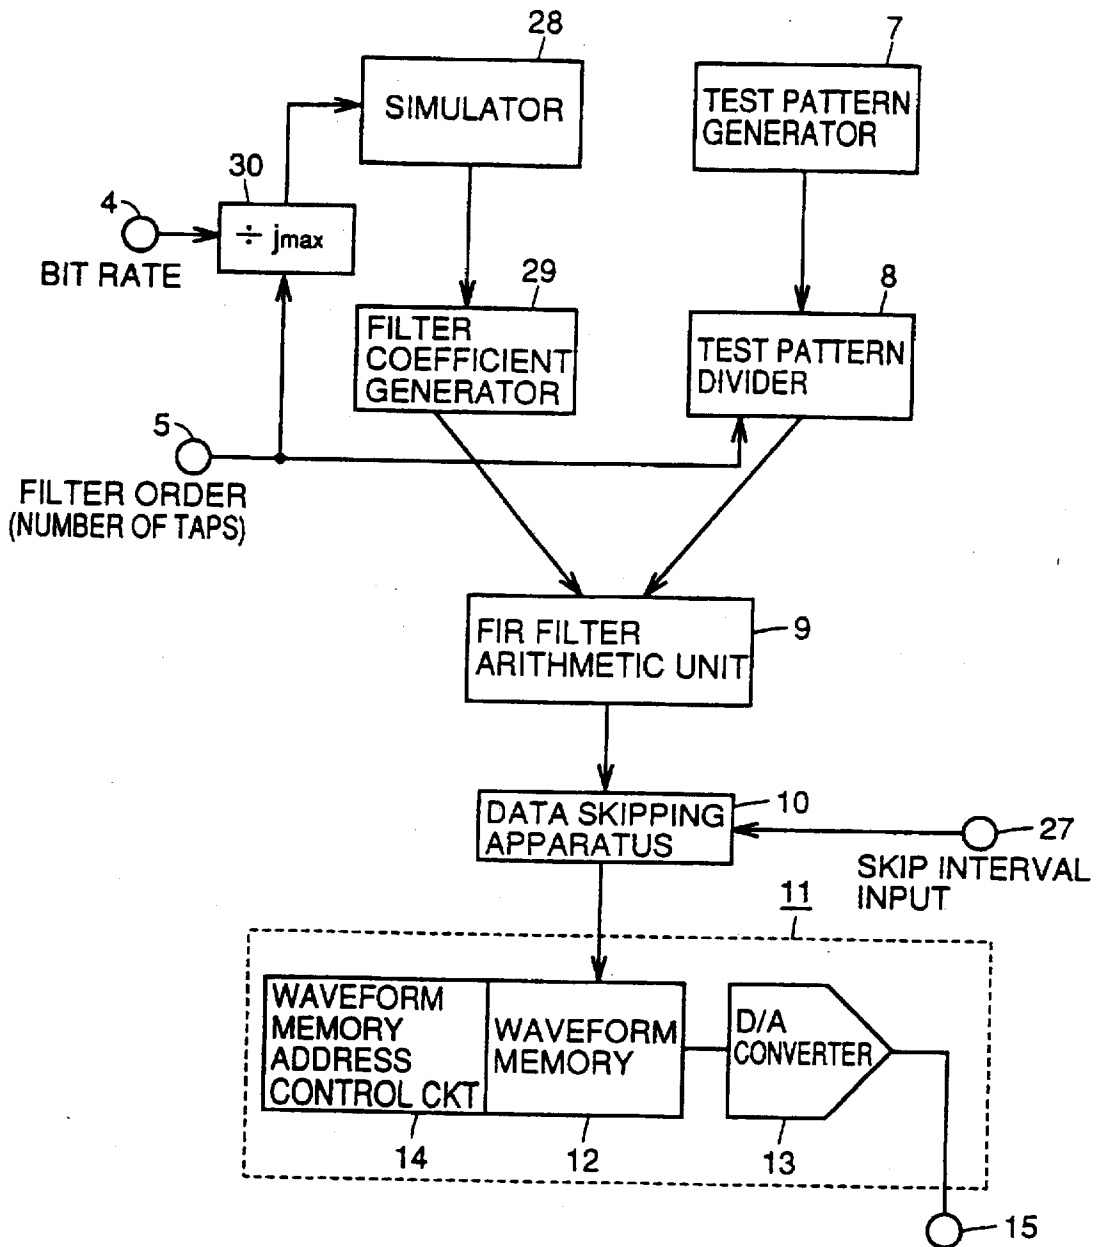 28
7
SIMULATOR
TEST PATTERN
GENERATOR
30
4
÷ jmax
BIT RATE
29
8
FILTER
COEFFICIENT
GENERATOR
TEST PATTERN
DIVIDER
5
FILTER ORDER
(NUMBER OF TAPS)
FIR FILTER
ARITHMETIC UNIT
9
DATA SKIPPING
APPARATUS
10
27
SKIP INTERVAL
INPUT
11
WAVEFORM
MEMORY
ADDRESS
CONTROL CKT
WAVEFORM
MEMORY
D/A
CONVERTER
14
12
13
15